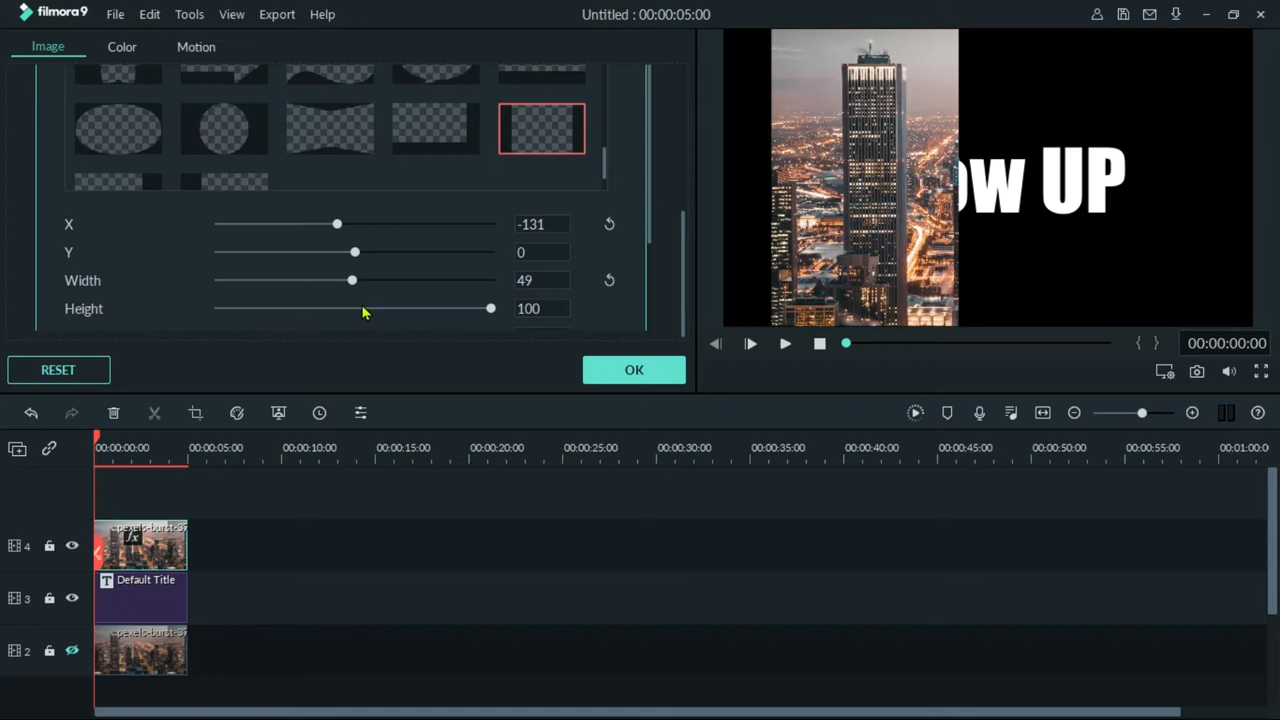 filmora9 File Edit Tools View Export Help Untitled : 00:00:05:00
Image Color Motion
ow UP
X -131
Y 0
Width 49
Height 100
RESET OK
00:00:00:00
00:00:00:00 00:00:05:00 00:00:10:00 00:00:15:00 00:00:20:00 00:00:25:00 00:00:30:00 00:00:35:00 00:00:40:00 00:00:45:00 00:00:50:00 00:00:55:00 00:01:00:0
4 pexels-burst-37 fx
3 T Default Title
2 pexels-burst-37